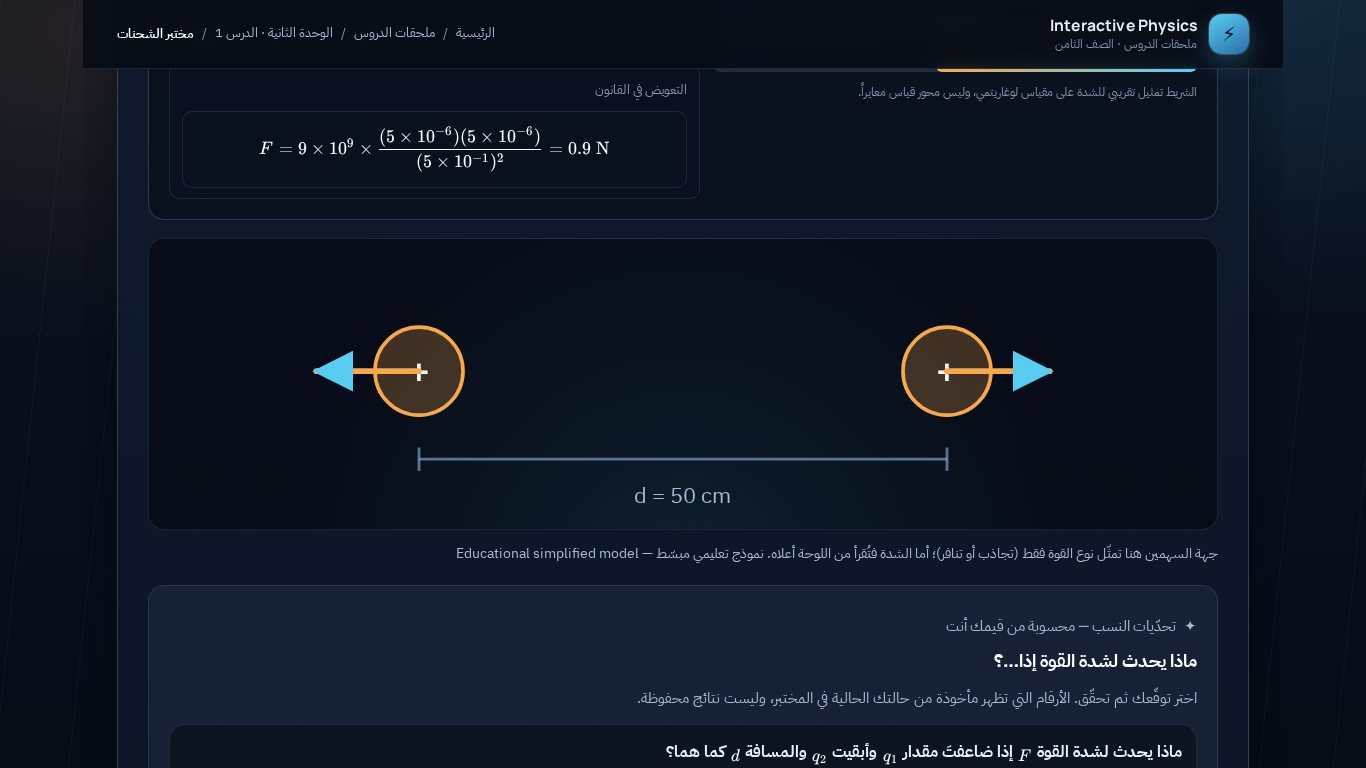 Interactive Physics
ملحقات الدروس · الصف الثامن
الرئيسية / ملحقات الدروس / الوحدة الثانية · الدرس 1 / مختبر الشحنات
الشريط تمثيل تقريبي للشدة على مقياس لوغاريتمي، وليس محور قياس معايراً.
التعويض في القانون
F = 9 × 10⁹ × (5 × 10⁻⁶)(5 × 10⁻⁶) / (5 × 10⁻¹)² = 0.9 N
+ +
d = 50 cm
جهة السهمين هنا تمثّل نوع القوة فقط (تجاذب أو تنافر)؛ أما الشدة فتُقرأ من اللوحة أعلاه. نموذج تعليمي مبسّط — Educational simplified model
✦ تحدّيات النسب — محسوبة من قيمك أنت
ماذا يحدث لشدة القوة إذا...؟
اختر توقّعك ثم تحقّق. الأرقام التي تظهر مأخوذة من حالتك الحالية في المختبر، وليست نتائج محفوظة.
ماذا يحدث لشدة القوة F إذا ضاعفتَ مقدار q₁ وأبقيت q₂ والمسافة d كما هما؟